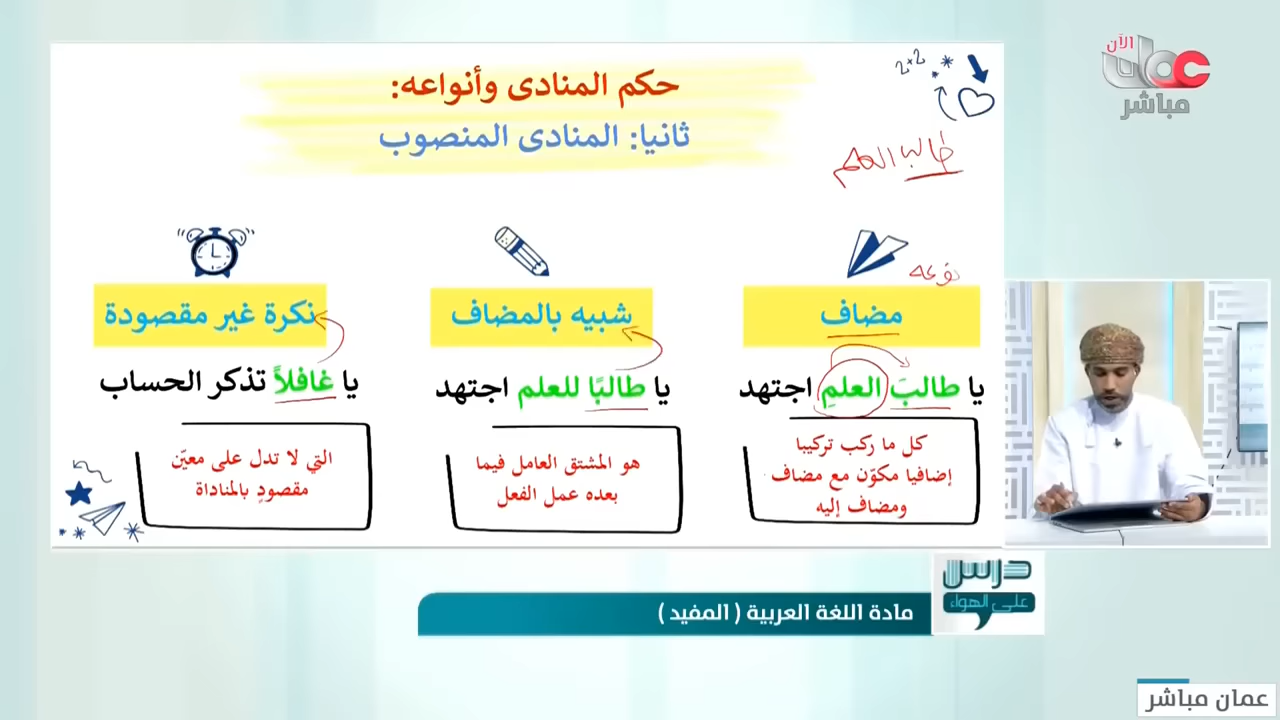 حكم المنادى وأنواعه:
ثانيا: المنادى المنصوب
2+2
طالب العلم
نوعه
مضاف
يا طالبَ العلمِ اجتهد
كل ما ركب تركيبا
إضافيا مكوّن مع مضاف
ومضاف إليه
شبيه بالمضاف
يا طالبًا للعلم اجتهد
هو المشتق العامل فيما
بعده عمل الفعل
نكرة غير مقصودة
يا غافلاً تذكر الحساب
التي لا تدل على معيّن
مقصودٍ بالمناداة
الآن
عمان
مباشر
درس
على الهواء
مادة اللغة العربية ( المفيد )
عمان مباشر